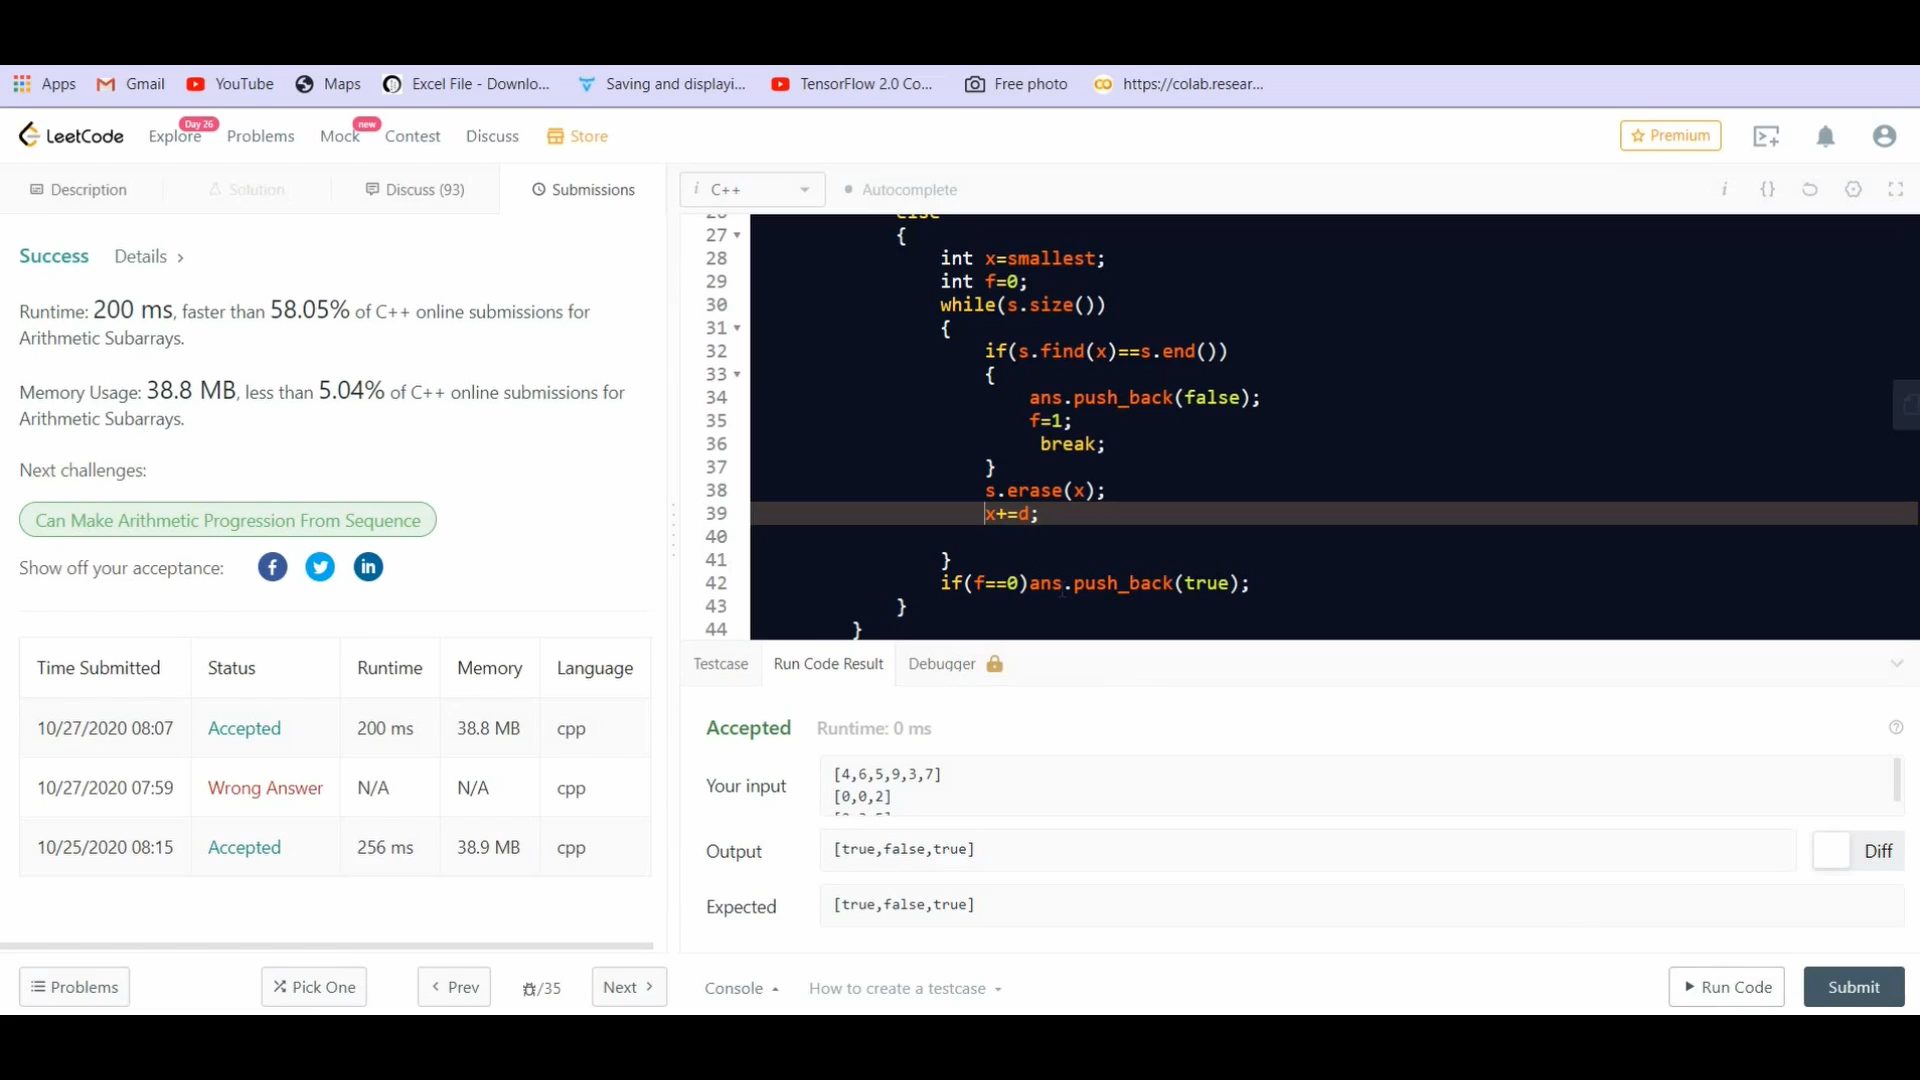 Apps Gmail YouTube Maps Excel File - Downlo... Saving and displayi... TensorFlow 2.0 Co... Free photo https://colab.resear...
LeetCode Explore Day 26 Problems Mock new Contest Discuss Store Premium
Description Solution Discuss (93) Submissions
i C++ Autocomplete
Success Details >
Runtime: 200 ms, faster than 58.05% of C++ online submissions for
Arithmetic Subarrays.
Memory Usage: 38.8 MB, less than 5.04% of C++ online submissions for
Arithmetic Subarrays.
Next challenges:
Can Make Arithmetic Progression From Sequence
Show off your acceptance:
Time Submitted Status Runtime Memory Language
10/27/2020 08:07 Accepted 200 ms 38.8 MB cpp
10/27/2020 07:59 Wrong Answer N/A N/A cpp
10/25/2020 08:15 Accepted 256 ms 38.9 MB cpp
26 else
27 {
28 int x=smallest;
29 int f=0;
30 while(s.size())
31 {
32 if(s.find(x)==s.end())
33 {
34 ans.push_back(false);
35 f=1;
36 break;
37 }
38 s.erase(x);
39 x+=d;
40
41 }
42 if(f==0)ans.push_back(true);
43 }
44 }
Testcase Run Code Result Debugger
Accepted Runtime: 0 ms
Your input
[4,6,5,9,3,7]
[0,0,2]
Output [true,false,true] Diff
Expected [true,false,true]
Problems Pick One < Prev /35 Next >
Console How to create a testcase Run Code Submit